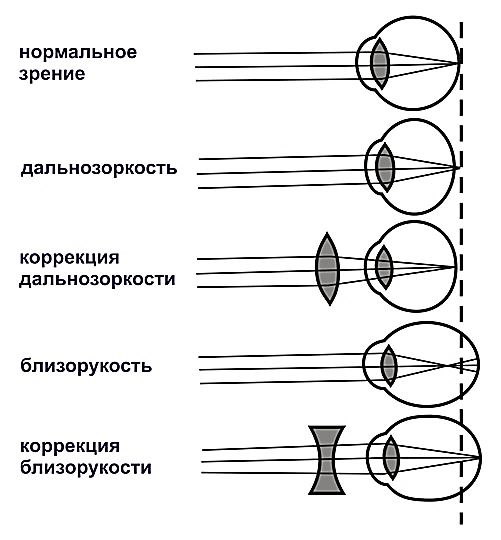 нормальное
зрение
дальнозоркость
коррекция
дальнозоркости
близорукость
коррекция
близорукости